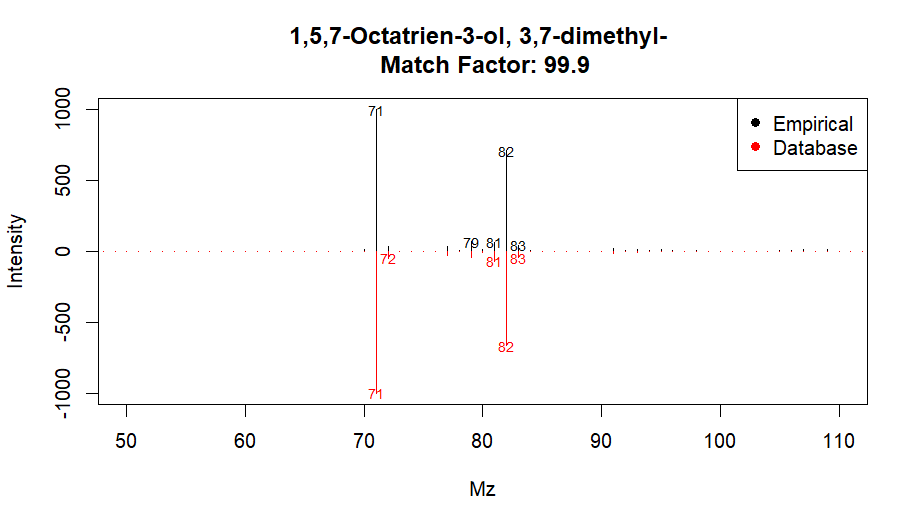 1,5,7-Octatrien-3-ol, 3,7-dimethyl-
Match Factor: 99.9
Empirical
Database
1000
500
0
-500
-1000
Intensity
71
82
79
81
83
72
81
83
82
71
50 60 70 80 90 100 110
Mz